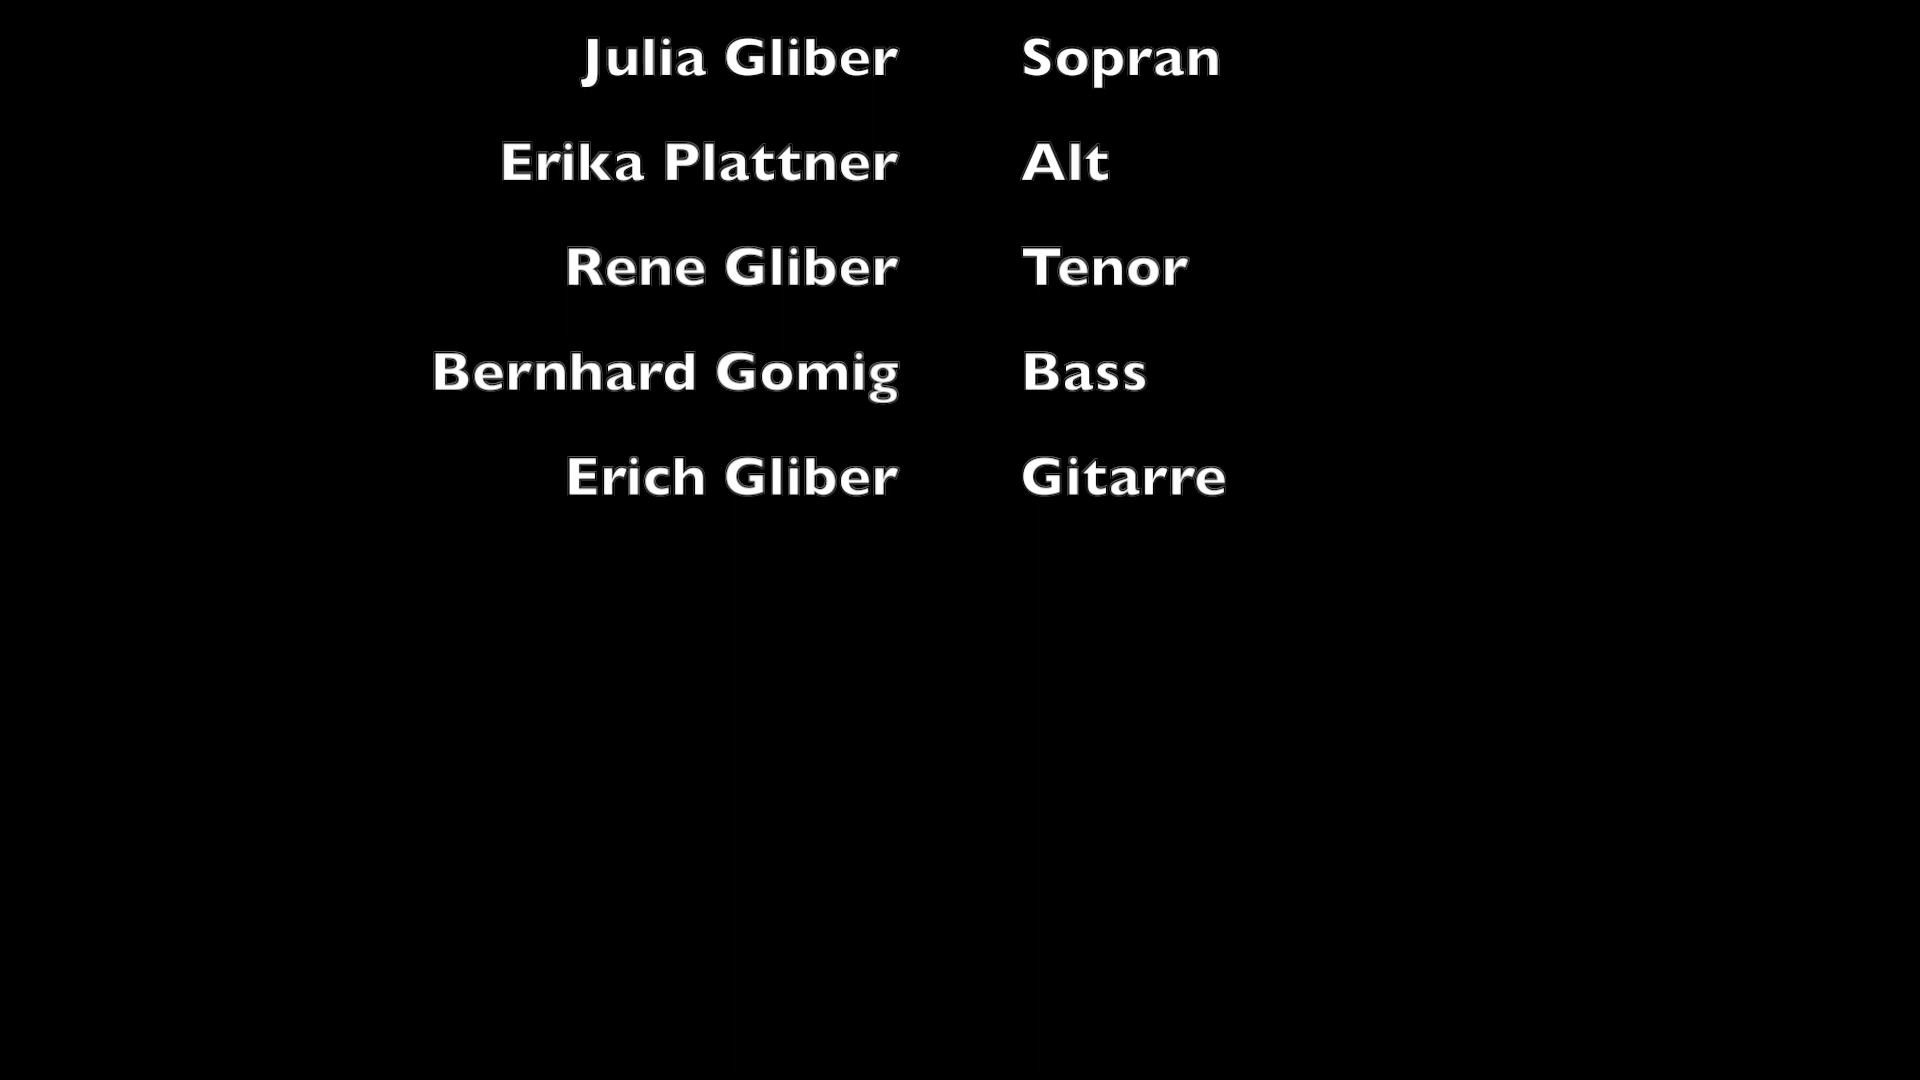 Julia Gliber Sopran
Erika Plattner Alt
Rene Gliber Tenor
Bernhard Gomig Bass
Erich Gliber Gitarre